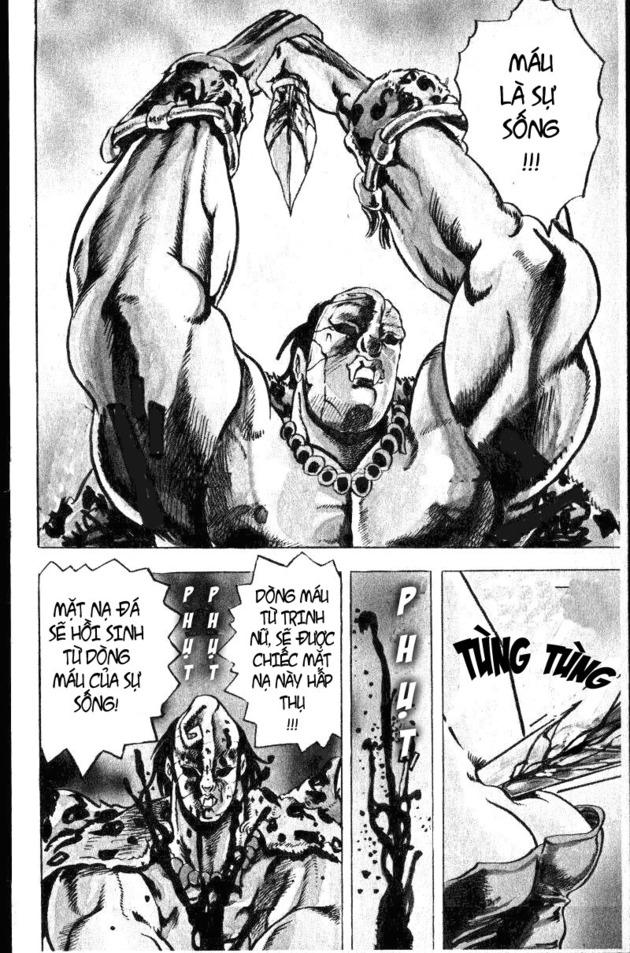 MÁU
LÀ SỰ
SỐNG
!!!
MẶT NẠ ĐÁ
SẼ HỒI SINH
TỪ DÒNG
MÁU CỦA SỰ
SỐNG!
PHỤT
PHỤT
DÒNG MÁU
TỪ TRINH
NỮ, SẼ ĐƯỢC
CHIẾC MẶT
NẠ NÀY HẤP
THỤ
!!!
PHỤT
TÙNG TÙNG